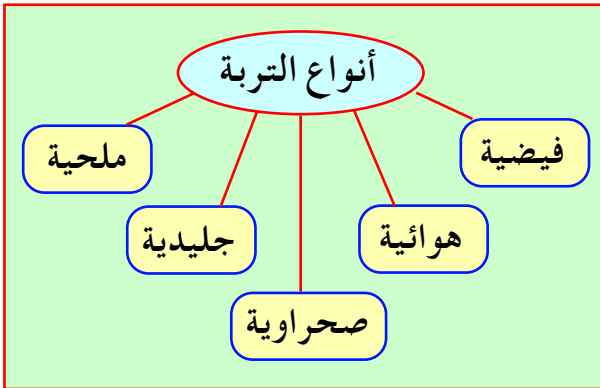 أنواع التربة
فيضية
ملحية
هوائية
جليدية
صحراوية